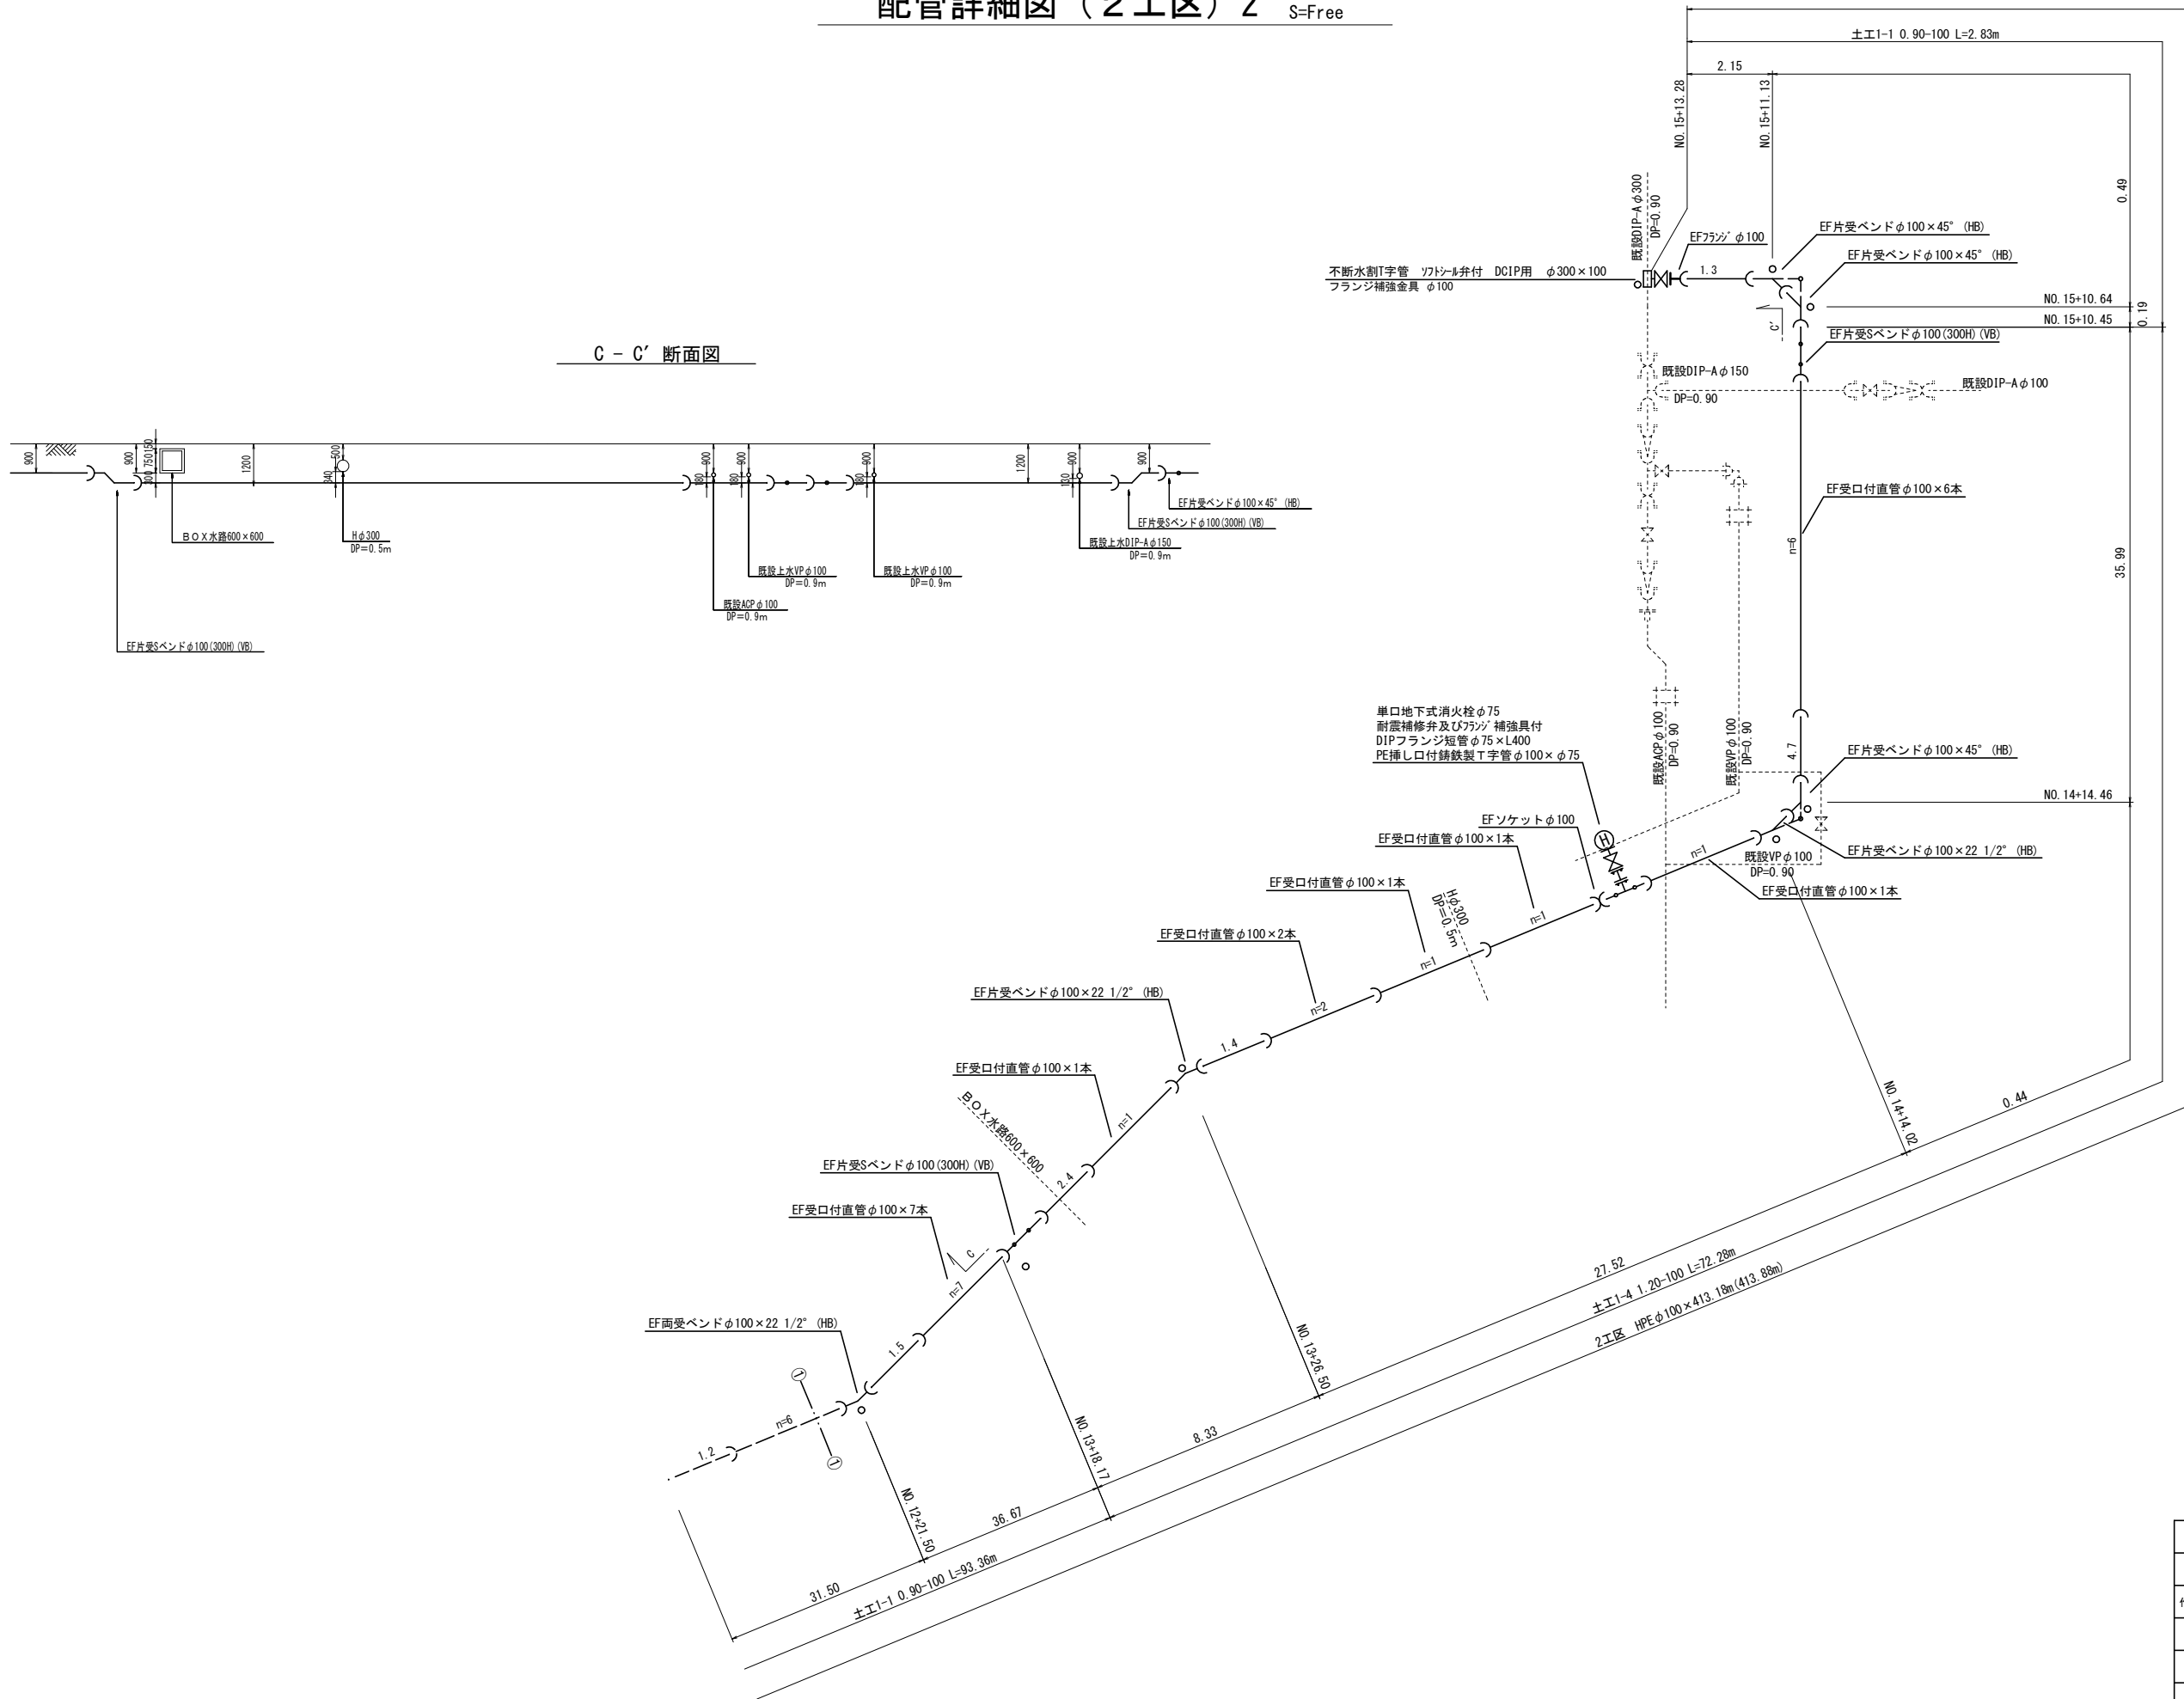 配管詳細図（２工区）２ S=Free
土工1-1 0.90-100 L=2.83m
2.15
NO.15+13.28
NO.15+11.13
0.49
既設DIP-Aφ300
DP=0.90
EFﾌﾗﾝｼﾞ φ100
EF片受ベンドφ100×45° (HB)
EF片受ベンドφ100×45° (HB)
不断水割T字管 ｿﾌﾄｼｰﾙ弁付 DCIP用 φ300×100
フランジ補強金具 φ100
1.3
NO.15+10.64
NO.15+10.45
0.19
C'
EF片受Sベンドφ100(300H)(VB)
既設DIP-Aφ150
DP=0.90
既設DIP-Aφ100
EF受口付直管φ100×6本
n=6
35.99
C - C′ 断面図
900
900
150
750
300
1200
500
340
900
180
900
180
900
180
1200
900
130
900
ＢＯＸ水路600×600
Hφ300
DP=0.5m
既設上水VPφ100
DP=0.9m
既設上水VPφ100
DP=0.9m
既設ACPφ100
DP=0.9m
EF片受ベンドφ100×45° (HB)
EF片受Sベンドφ100(300H)(VB)
既設上水DIP-Aφ150
DP=0.9m
EF片受Sベンドφ100(300H)(VB)
単口地下式消火栓φ75
耐震補修弁及びﾌﾗﾝｼﾞ補強具付
DIPフランジ短管φ75×L400
PE挿し口付鋳鉄製Ｔ字管φ100×φ75
既設ACPφ100
DP=0.90
既設VPφ100
DP=0.90
4.7
EF片受ベンドφ100×45° (HB)
NO.14+14.46
H
EFソケットφ100
EF受口付直管φ100×1本
n=1
既設VPφ100
DP=0.90
EF片受ベンドφ100×22 1/2° (HB)
EF受口付直管φ100×1本
EF受口付直管φ100×1本
Hφ300
DP=0.5m
n=1
n=1
EF受口付直管φ100×2本
n=2
EF片受ベンドφ100×22 1/2° (HB)
1.4
EF受口付直管φ100×1本
n=1
ＢＯＸ水路600×600
2.4
EF片受Sベンドφ100(300H)(VB)
EF受口付直管φ100×7本
C
n=7
EF両受ベンドφ100×22 1/2° (HB)
1.5
①
①
n=6
1.2
NO.14+14.02
0.44
NO.13+26.50
27.52
土工1-4 1.20-100 L=72.28m
2工区 HPEφ100×413.18m(413.88m)
NO.13+18.17
8.33
NO.12+21.50
36.67
31.50
土工1-1 0.90-100 L=93.36m